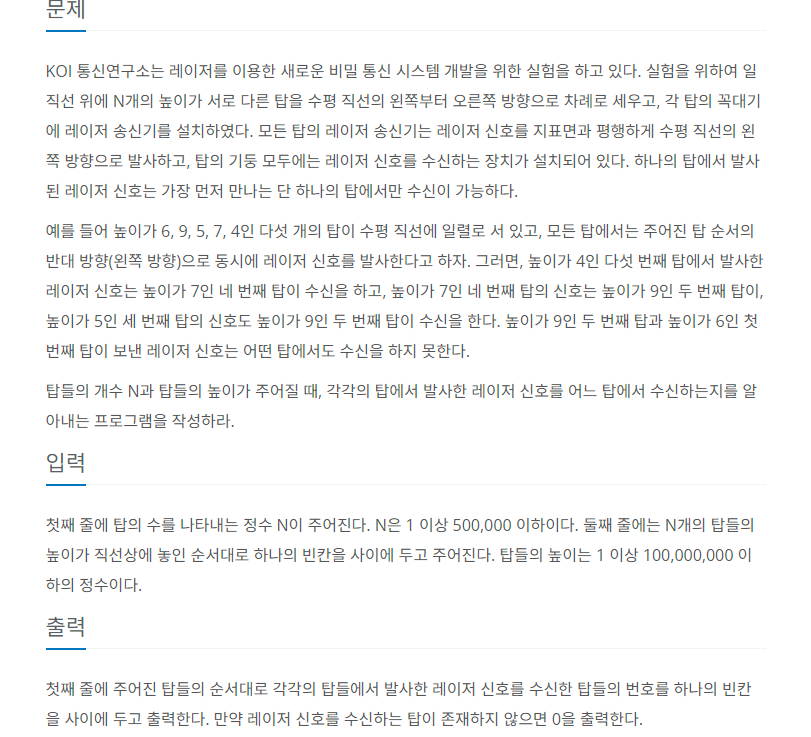 문제
KOI 통신연구소는 레이저를 이용한 새로운 비밀 통신 시스템 개발을 위한 실험을 하고 있다. 실험을 위하여 일
직선 위에 N개의 높이가 서로 다른 탑을 수평 직선의 왼쪽부터 오른쪽 방향으로 차례로 세우고, 각 탑의 꼭대기
에 레이저 송신기를 설치하였다. 모든 탑의 레이저 송신기는 레이저 신호를 지표면과 평행하게 수평 직선의 왼
쪽 방향으로 발사하고, 탑의 기둥 모두에는 레이저 신호를 수신하는 장치가 설치되어 있다. 하나의 탑에서 발사
된 레이저 신호는 가장 먼저 만나는 단 하나의 탑에서만 수신이 가능하다.
예를 들어 높이가 6, 9, 5, 7, 4인 다섯 개의 탑이 수평 직선에 일렬로 서 있고, 모든 탑에서는 주어진 탑 순서의
반대 방향(왼쪽 방향)으로 동시에 레이저 신호를 발사한다고 하자. 그러면, 높이가 4인 다섯 번째 탑에서 발사한
레이저 신호는 높이가 7인 네 번째 탑이 수신을 하고, 높이가 7인 네 번째 탑의 신호는 높이가 9인 두 번째 탑이,
높이가 5인 세 번째 탑의 신호도 높이가 9인 두 번째 탑이 수신을 한다. 높이가 9인 두 번째 탑과 높이가 6인 첫
번째 탑이 보낸 레이저 신호는 어떤 탑에서도 수신을 하지 못한다.
탑들의 개수 N과 탑들의 높이가 주어질 때, 각각의 탑에서 발사한 레이저 신호를 어느 탑에서 수신하는지를 알
아내는 프로그램을 작성하라.
입력
첫째 줄에 탑의 수를 나타내는 정수 N이 주어진다. N은 1 이상 500,000 이하이다. 둘째 줄에는 N개의 탑들의
높이가 직선상에 놓인 순서대로 하나의 빈칸을 사이에 두고 주어진다. 탑들의 높이는 1 이상 100,000,000 이
하의 정수이다.
출력
첫째 줄에 주어진 탑들의 순서대로 각각의 탑들에서 발사한 레이저 신호를 수신한 탑들의 번호를 하나의 빈칸
을 사이에 두고 출력한다. 만약 레이저 신호를 수신하는 탑이 존재하지 않으면 0을 출력한다.